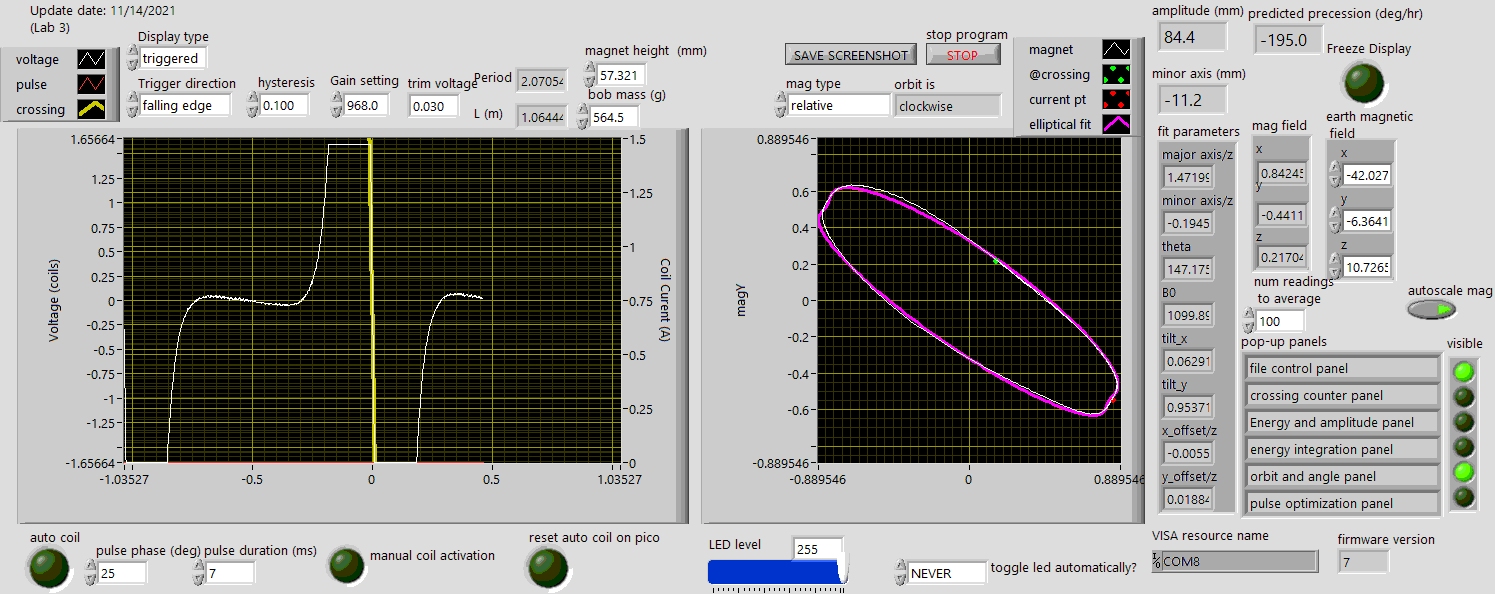 Update date: 11/14/2021
(Lab 3)
voltage
pulse
crossing
Display type
triggered
Trigger direction
falling edge
hysteresis
0.100
Gain setting
968.0
trim voltage
0.030
Period
2.07054
L (m)
1.06444
magnet height (mm)
57.321
bob mass (g)
564.5
SAVE SCREENSHOT
stop program
STOP
mag type
relative
orbit is
clockwise
magnet
@crossing
current pt
elliptical fit
amplitude (mm)
84.4
predicted precession (deg/hr)
-195.0
minor axis (mm)
-11.2
Freeze Display
Voltage (coils)
1.65664
1.25
1
0.75
0.5
0.25
0
-0.25
-0.5
-0.75
-1
-1.25
-1.65664
-1.03527
-0.5
0
0.5
1.03527
1.5
1.25
1
0.75
0.5
0.25
0
Coil Current (A)
magy
0.889546
0.6
0.4
0.2
0
-0.2
-0.4
-0.6
-0.889546
-0.889546
0
0.889546
fit parameters
major axis/z
1.4719
minor axis/z
-0.1945
theta
147.17
B0
1099.8
tilt_x
0.06291
tilt_y
0.95371
x_offset/z
-0.0055
y_offset/z
0.01884
mag field
x
0.8424
y
-0.4411
z
0.21704
earth magnetic
field
x
-42.027
y
-6.3641
z
10.726
num readings
to average
100
autoscale mag
pop-up panels
visible
file control panel
crossing counter panel
Energy and amplitude panel
energy integration panel
orbit and angle panel
pulse optimization panel
auto coil
pulse phase (deg)
25
pulse duration (ms)
7
manual coil activation
reset auto coil on pico
LED level
255
NEVER
toggle led automatically?
VISA resource name
COM8
firmware version
7